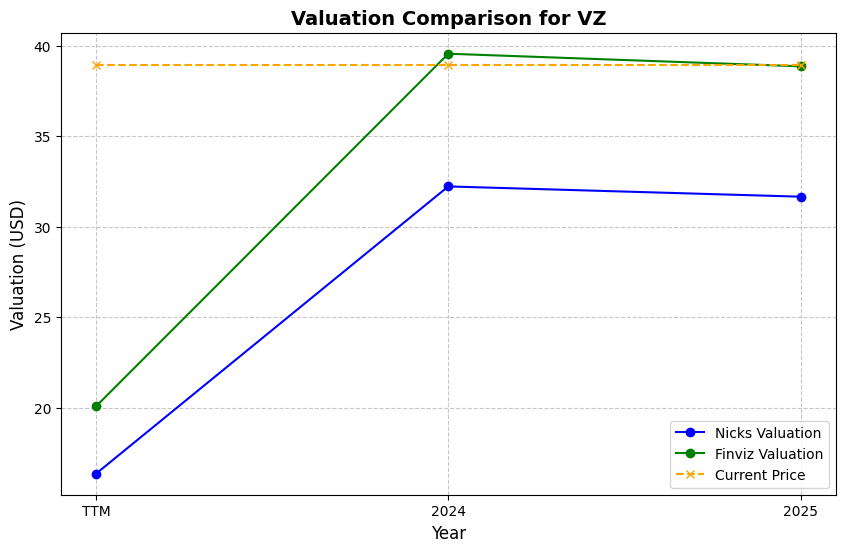 Valuation Comparison for VZ
Valuation (USD)
40
35
30
25
20
TTM
2024
2025
Year
Nicks Valuation
Finviz Valuation
Current Price